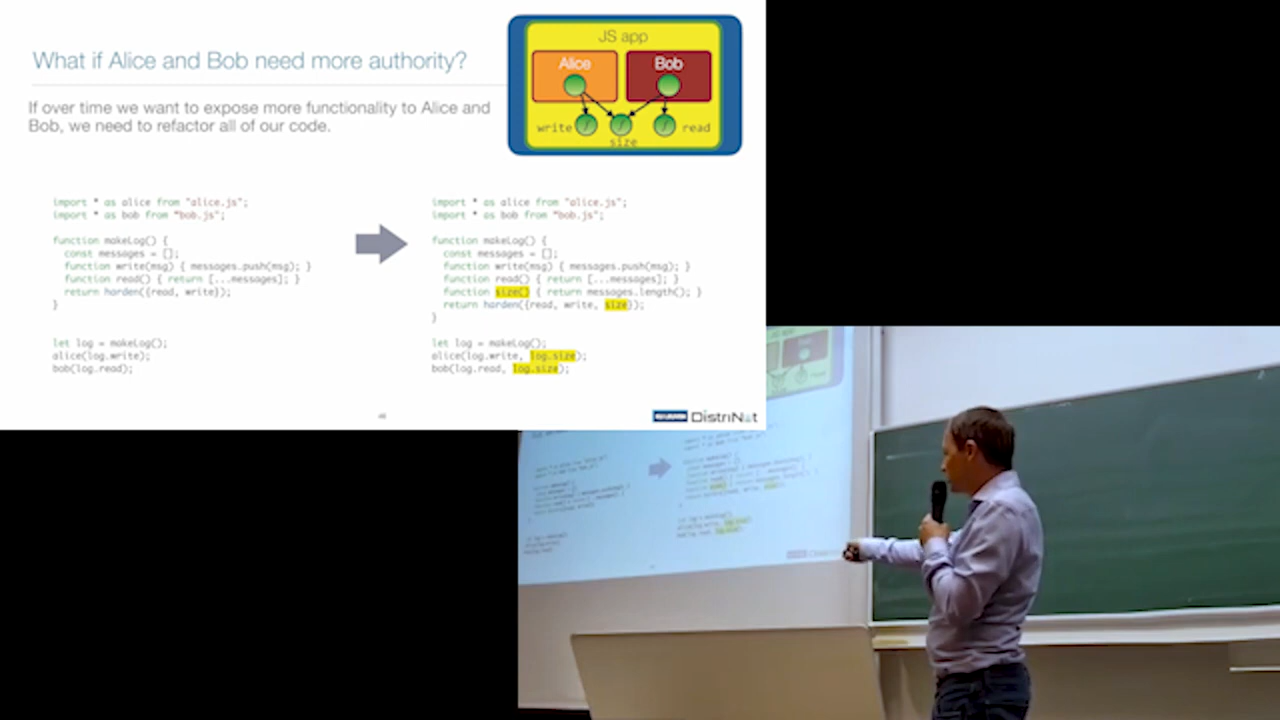 What if Alice and Bob need more authority?
If over time we want to expose more functionality to Alice and
Bob, we need to refactor all of our code.
JS app
Alice
Bob
write
size
read
import * as alice from "alice.js";
import * as bob from "bob.js";
function makeLog() {
const messages = [];
function write(msg) { messages.push(msg); }
function read() { return [...messages]; }
return harden({read, write});
}
let log = makeLog();
alice(log.write);
bob(log.read);
import * as alice from "alice.js";
import * as bob from "bob.js";
function makeLog() {
const messages = [];
function write(msg) { messages.push(msg); }
function read() { return [...messages]; }
function size() { return messages.length(); }
return harden({read, write, size});
}
let log = makeLog();
alice(log.write, log.size);
bob(log.read, log.size);
DistriNet